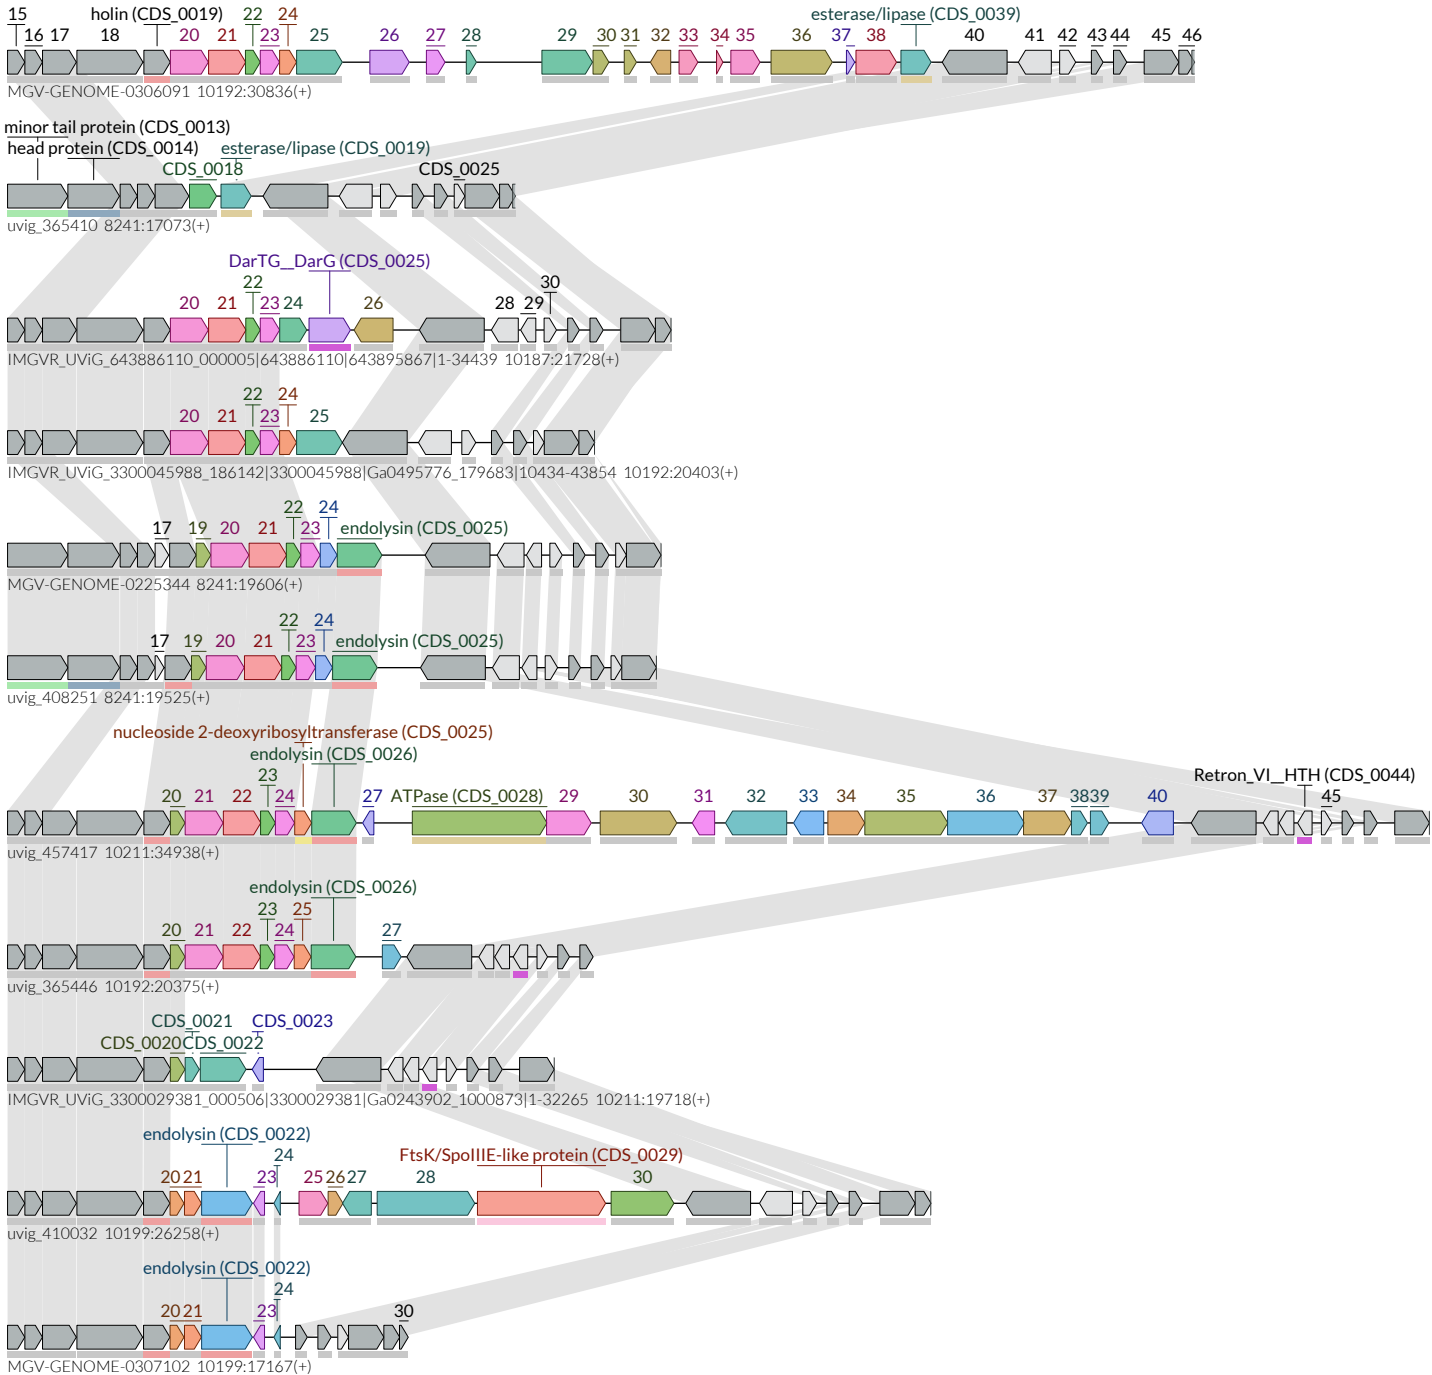 15 holin (CDS_0019) 22 24 esterase/lipase (CDS_0039)
16 17 18 20 21 23 25 26 27 28 29 30 31 32 33 34 35 36 37 38 40 41 42 43 44 45 46
MGV-GENOME-0306091 10192:30836(+)
minor tail protein (CDS_0013)
head protein (CDS_0014) esterase/lipase (CDS_0019)
CDS_0018 CDS_0025
uvig_365410 8241:17073(+)
DarTG__DarG (CDS_0025)
22 30
20 21 23 24 26 28 29
IMGVR_UViG_643886110_000005|643886110|643895867|1-34439 10187:21728(+)
22 24
20 21 23 25
IMGVR_UViG_3300045988_186142|3300045988|Ga0495776_179683|10434-43854 10192:20403(+)
22 24
17 19 20 21 23 endolysin (CDS_0025)
MGV-GENOME-0225344 8241:19606(+)
22 24
17 19 20 21 23 endolysin (CDS_0025)
uvig_408251 8241:19525(+)
nucleoside 2-deoxyribosyltransferase (CDS_0025)
endolysin (CDS_0026)
23 Retron_VI__HTH (CDS_0044)
20 21 22 24 27 ATPase (CDS_0028) 29 30 31 32 33 34 35 36 37 38 39 40 45
uvig_457417 10211:34938(+)
endolysin (CDS_0026)
23 25
20 21 22 24 27
uvig_365446 10192:20375(+)
CDS_0021 CDS_0023
CDS_0020 CDS_0022
IMGVR_UViG_3300029381_000506|3300029381|Ga0243902_1000873|1-32265 10211:19718(+)
endolysin (CDS_0022)
24 FtsK/SpoIIIE-like protein (CDS_0029)
20 21 23 25 26 27 28 30
uvig_410032 10199:26258(+)
endolysin (CDS_0022)
24
20 21 23 30
MGV-GENOME-0307102 10199:17167(+)